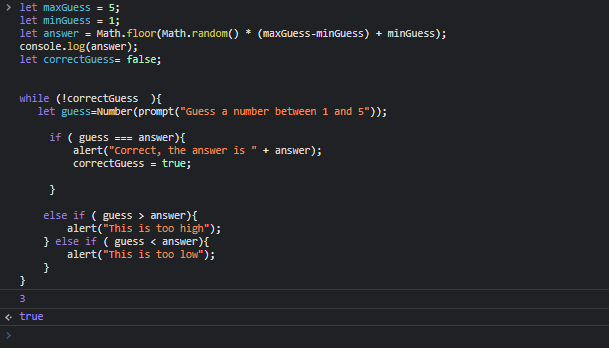 let maxGuess = 5;
let minGuess = 1;
let answer = Math.floor(Math.random() * (maxGuess-minGuess) + minGuess);
console.log(answer);
let correctGuess= false;
while (!correctGuess  ){
let guess=Number(prompt("Guess a number between 1 and 5"));
if ( guess === answer){
alert("Correct, the answer is " + answer);
correctGuess = true;
}
else if ( guess > answer){
alert("This is too high");
} else if ( guess < answer){
alert("This is too low");
}
}
3
true